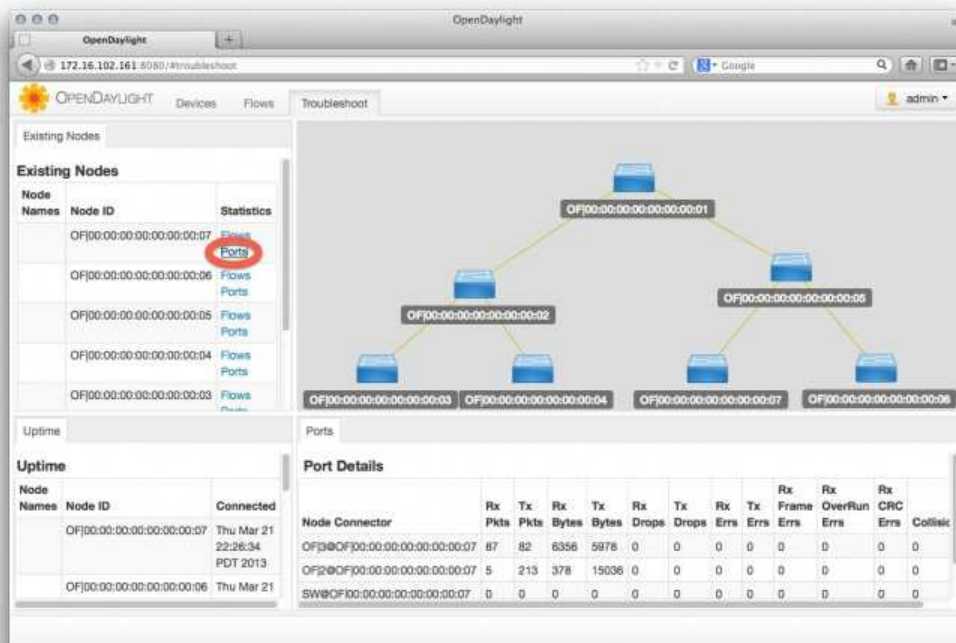 OpenDaylight
OpenDaylight
172.16.102.161:8080/#troubleshoot
Google
OPENDAYLIGHT Devices Flows Troubleshoot
admin
Existing Nodes
Existing Nodes
Node Names Node ID Statistics
OF|00:00:00:00:00:00:00:07 Flows
Ports
OF|00:00:00:00:00:00:00:06 Flows
Ports
OF|00:00:00:00:00:00:00:05 Flows
Ports
OF|00:00:00:00:00:00:00:04 Flows
Ports
OF|00:00:00:00:00:00:00:03 Flows
Ports
OF|00:00:00:00:00:00:00:01
OF|00:00:00:00:00:00:00:02
OF|00:00:00:00:00:00:00:05
OF|00:00:00:00:00:00:00:03
OF|00:00:00:00:00:00:00:04
OF|00:00:00:00:00:00:00:07
OF|00:00:00:00:00:00:00:06
Uptime
Uptime
Node Names Node ID Connected
OF|00:00:00:00:00:00:00:07 Thu Mar 21
22:26:34
PDT 2013
OF|00:00:00:00:00:00:00:06 Thu Mar 21
Ports
Port Details
Node Connector Rx Pkts Tx Pkts Rx Bytes Tx Bytes Rx Drops Tx Drops Rx Errs Tx Errs Rx Frame Errs Rx OverRun Errs Rx CRC Errs Collisic
OF|3@OF|00:00:00:00:00:00:00:07 87 82 6356 5978 0 0 0 0 0 0 0 0
OF|2@OF|00:00:00:00:00:00:00:07 5 213 378 15036 0 0 0 0 0 0 0 0
SW@OF|00:00:00:00:00:00:00:07 0 0 0 0 0 0 0 0 0 0 0 0